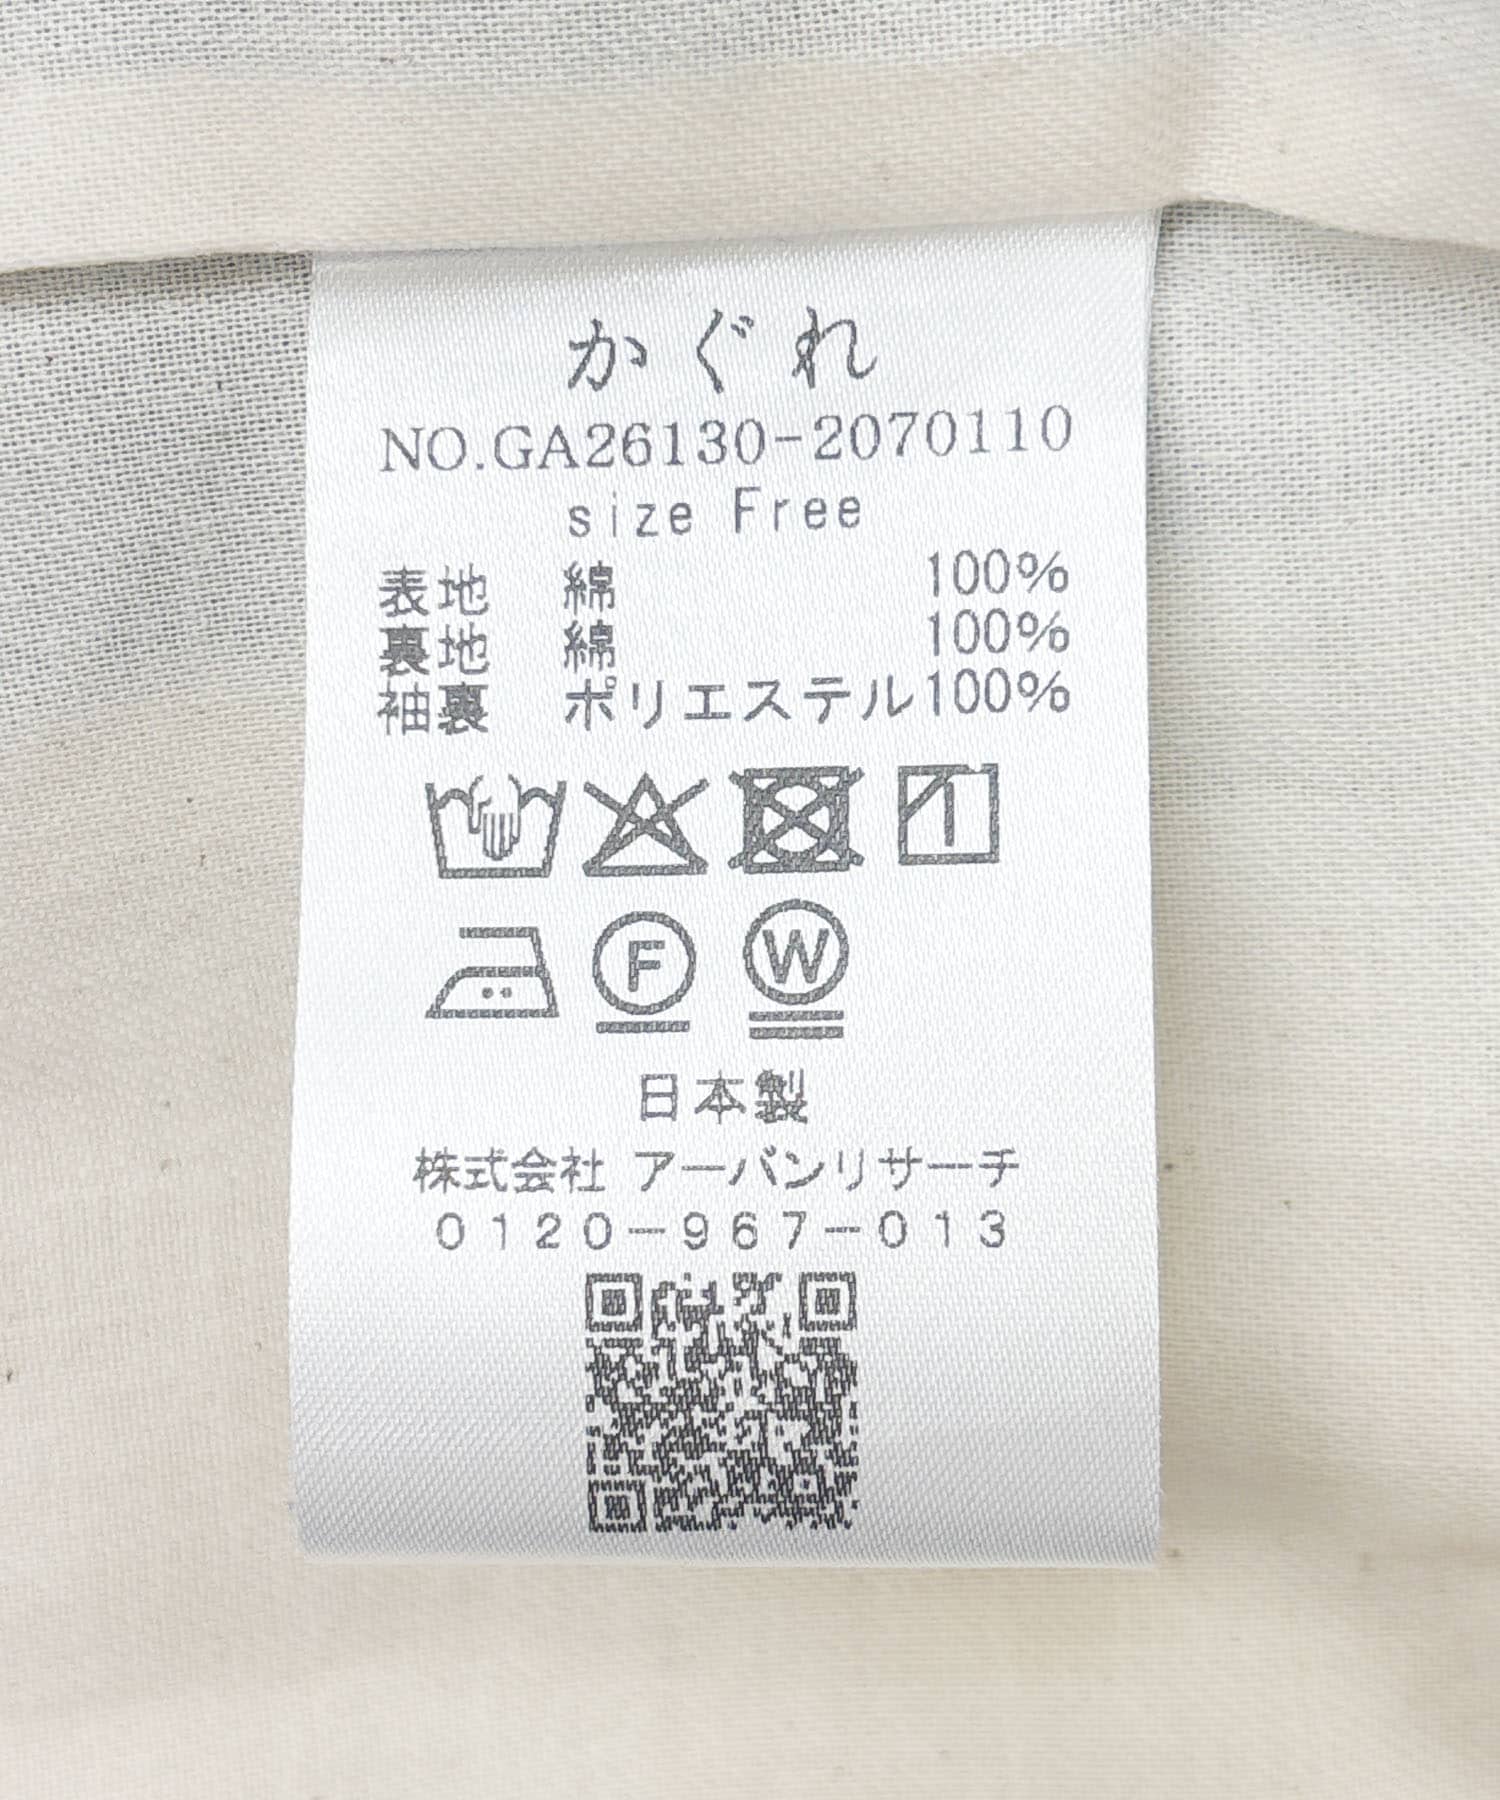 かぐれ
NO.GA26130-2070110
size Free
表地 綿 100%
裏地 綿 100%
袖裏 ポリエステル100%
F W
日本製
株式会社 アーバンリサーチ
0120-967-013